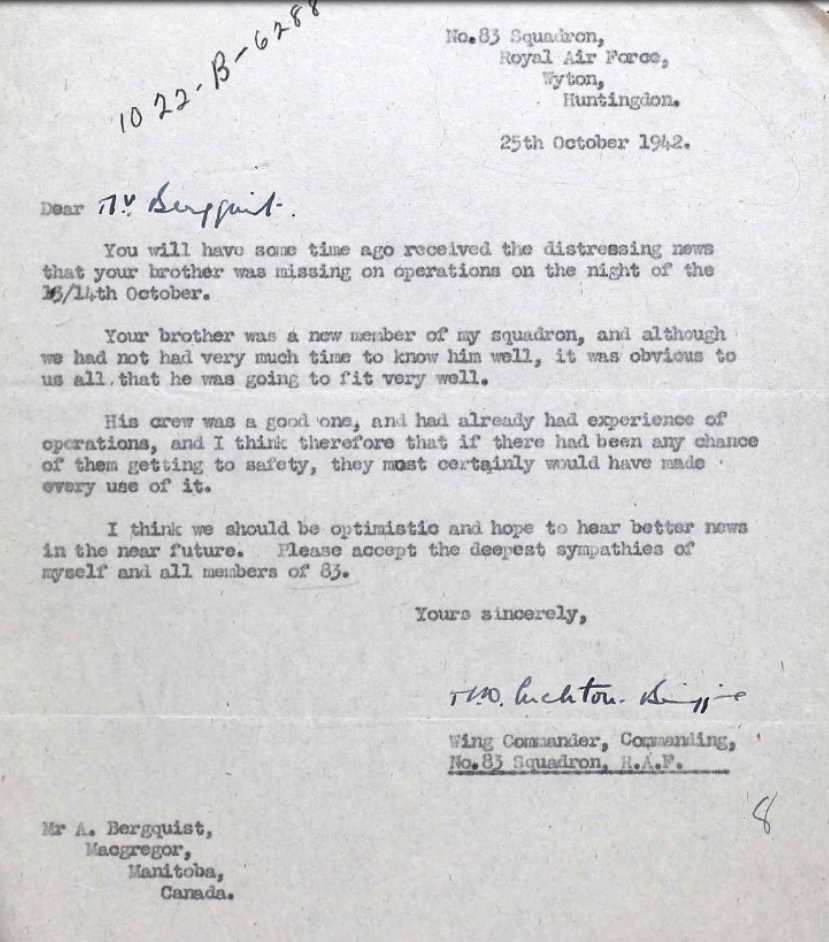 1022-B-6288
No.83 Squadron,
Royal Air Force,
Wyton,
Huntingdon.
25th October 1942.
Dear Mr Bergquist.
You will have some time ago received the distressing news
that your brother was missing on operations on the night of the
13/14th October.
Your brother was a new member of my squadron, and although
we had not had very much time to know him well, it was obvious to
us all that he was going to fit very well.
His crew was a good one, and had already had experience of
operations, and I think therefore that if there had been any chance
of them getting to safety, they most certainly would have made
every use of it.
I think we should be optimistic and hope to hear better news
in the near future. Please accept the deepest sympathies of
myself and all members of 83.
Yours sincerely,
Wing Commander, Commanding,
No.83 Squadron, R.A.F.
8
Mr A. Bergquist,
Macgregor,
Manitoba,
Canada.